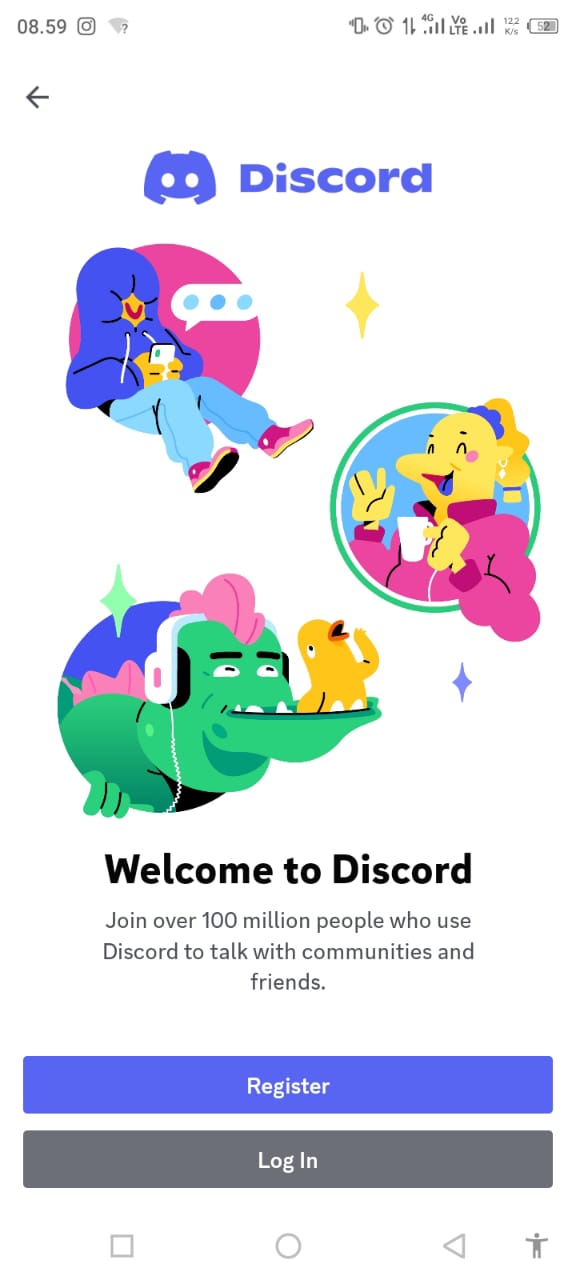 08.59
4G
Vo
LTE
12,2
K/s
52
Discord
Welcome to Discord
Join over 100 million people who use
Discord to talk with communities and
friends.
Register
Log In